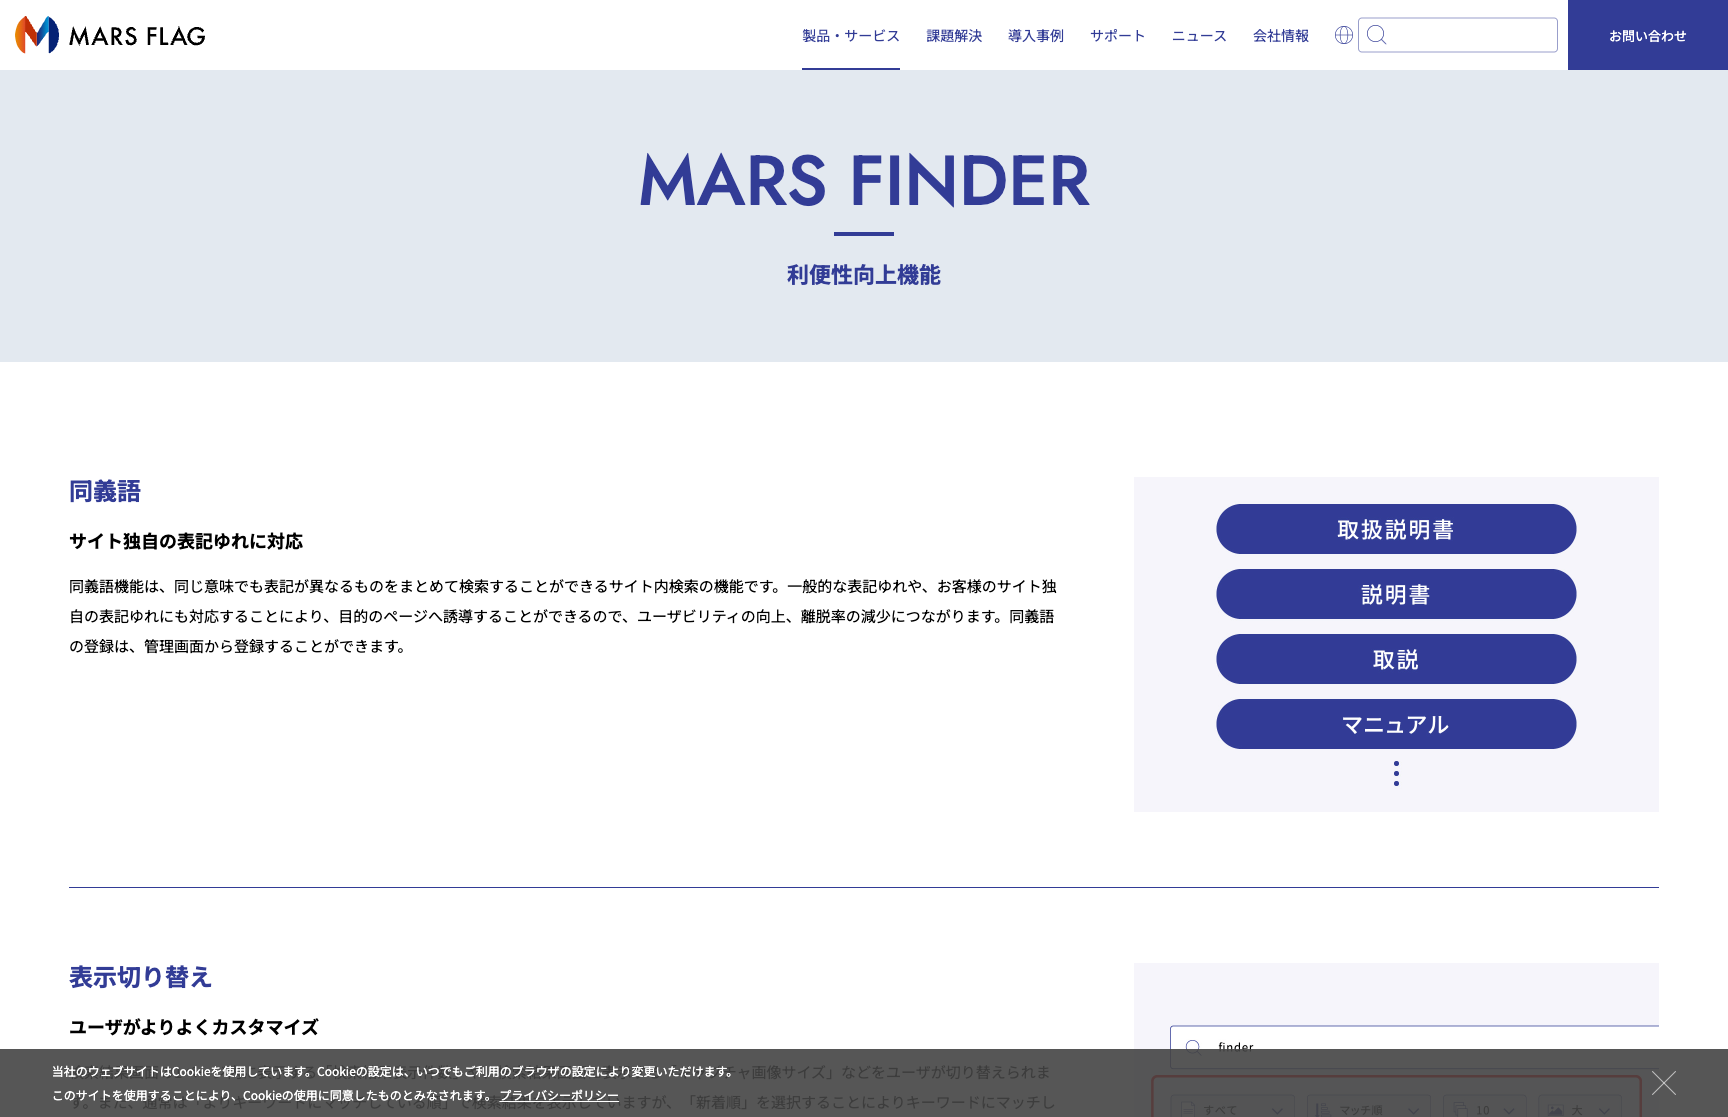 MARS FLAG
製品・サービス
課題解決
導入事例
サポート
ニュース
会社情報
お問い合わせ
MARS FINDER
利便性向上機能
同義語
サイト独自の表記ゆれに対応
同義語機能は、同じ意味でも表記が異なるものをまとめて検索することができるサイト内検索の機能です。一般的な表記ゆれや、お客様のサイト独
自の表記ゆれにも対応することにより、目的のページへ誘導することができるので、ユーザビリティの向上、離脱率の減少につながります。同義語
の登録は、管理画面から登録することができます。
取扱説明書
説明書
取説
マニュアル
表示切り替え
ユーザがよりよくカスタマイズ
finder
チャ画像サイズ」などをユーザが切り替えられま
ますが、「新着順」を選択することによりキーワードにマッチし
すべて
マッチ順
10
大
当社のウェブサイトはCookieを使用しています。Cookieの設定は、いつでもご利用のブラウザの設定により変更いただけます。
このサイトを使用することにより、Cookieの使用に同意したものとみなされます。 プライバシーポリシー